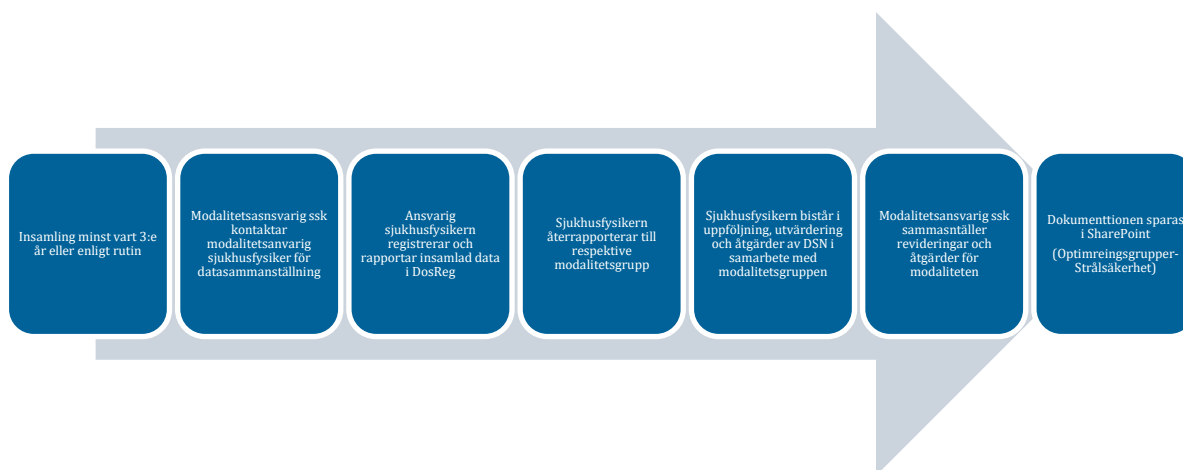 Insamling minst vart 3:e
år eller enligt rutin
Modalitetsasnsvarig ssk
kontaktar
modalitetsanvarig
sjukhusfysiker för
datasammanställning
Ansvarig
sjukhusfysikern
registrerar och
rapportar insamlad data
i DosReg
Sjukhusfysikern
återrapporterar till
respektive
modalitetsgrupp
Sjukhusfysikern bistår i
uppföljning, utvärdering
och åtgärder av DSN i
samarbete med
modalitetsgruppen
Modalitetsansvarig ssk
sammasntäller
revideringar och
åtgärder för
modaliteten
Dokumenttionen sparas
i SharePoint
(Optimreingsgrupper-
Strålsäkerhet)